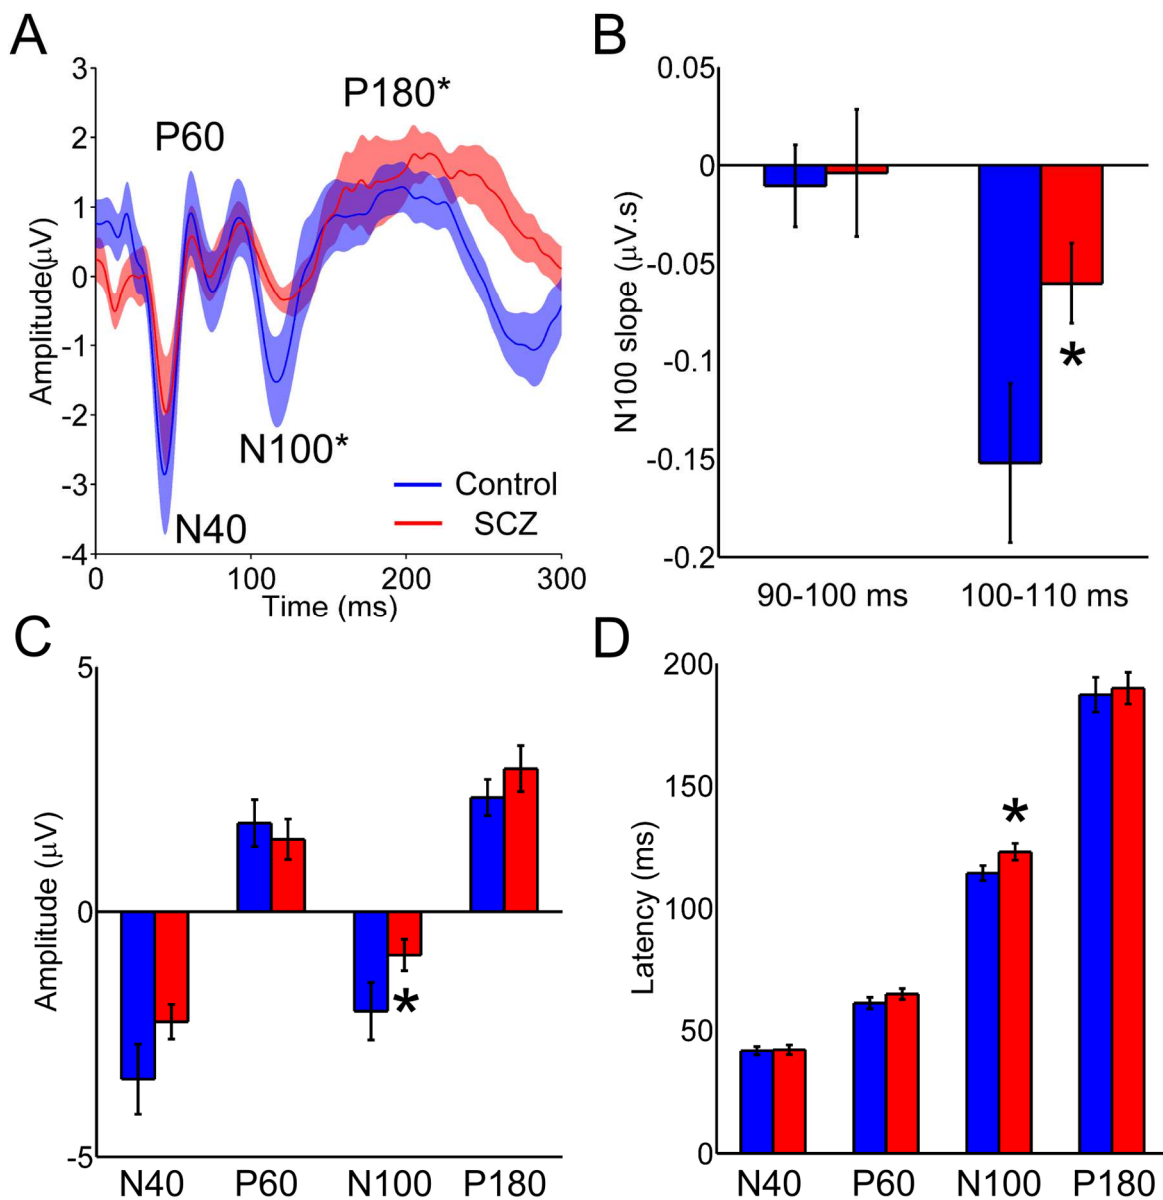 A
3
2
1
0
-1
-2
-3
-4
Amplitude(μV)
P60
P180*
N100*
N40
Control
SCZ
0
100
200
300
Time (ms)
B
0.05
0
-0.05
-0.1
-0.15
-0.2
N100 slope (μV.s)
*
90-100 ms
100-110 ms
C
5
0
-5
Amplitude (μV)
*
N40
P60
N100
P180
D
200
150
100
50
0
Latency (ms)
*
N40
P60
N100
P180